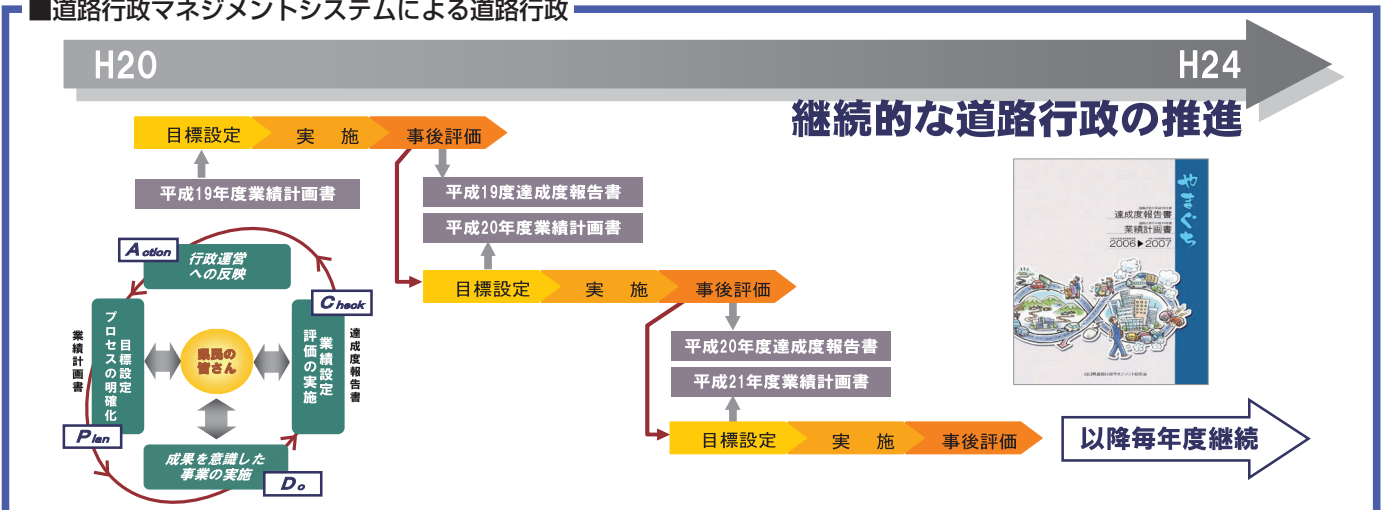 ■道路行政マネジメントシステムによる道路行政
H20
H24
継続的な道路行政の推進
目標設定
実 施
事後評価
平成19年度業績計画書
平成19度達成度報告書
平成20年度業績計画書
目標設定
実 施
事後評価
平成20年度達成度報告書
平成21年度業績計画書
目標設定
実 施
事後評価
以降毎年度継続
Action
行政運営
への反映
Check
業績設定
評価の実施
達成度報告書
県民の
皆さん
目標設定
プロセスの明確化
業績計画書
Plan
成果を意識した
事業の実施
Do
やまぐち
達成度報告書
業績計画書
2006▶2007